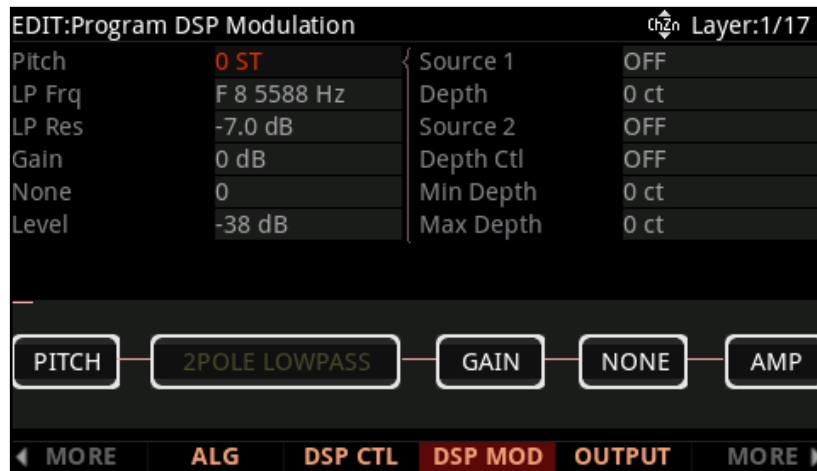 EDIT:Program DSP Modulation ChZn Layer:1/17
Pitch 0 ST Source 1 OFF
LP Frq F 8 5588 Hz Depth 0 ct
LP Res -7.0 dB Source 2 OFF
Gain 0 dB Depth Ctl OFF
None 0 Min Depth 0 ct
Level -38 dB Max Depth 0 ct
PITCH 2POLE LOWPASS GAIN NONE AMP
MORE ALG DSP CTL DSP MOD OUTPUT MORE